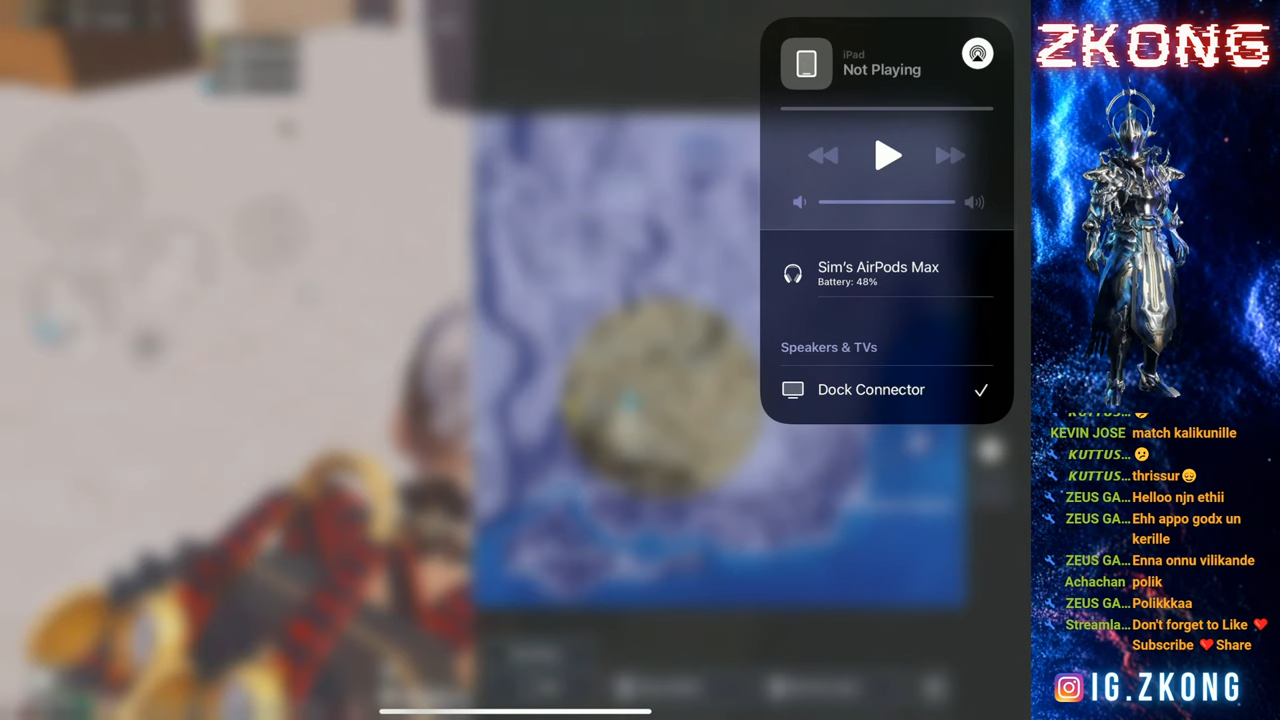 iPad
Not Playing
Sim's AirPods Max
Battery: 48%
Speakers & TVs
Dock Connector
ZKONG
KUTTUS...
KEVIN JOSE match kalikunille
KUTTUS... 😕
KUTTUS... thrissur😔
ZEUS GA... Helloo njn ethii
ZEUS GA... Ehh appo godx un
kerille
ZEUS GA... Enna onnu vilikande
Achachan polik
ZEUS GA... Polikkkaa
Streamla... Don't forget to Like ❤️
Subscribe ❤️Share
IG.ZKONG